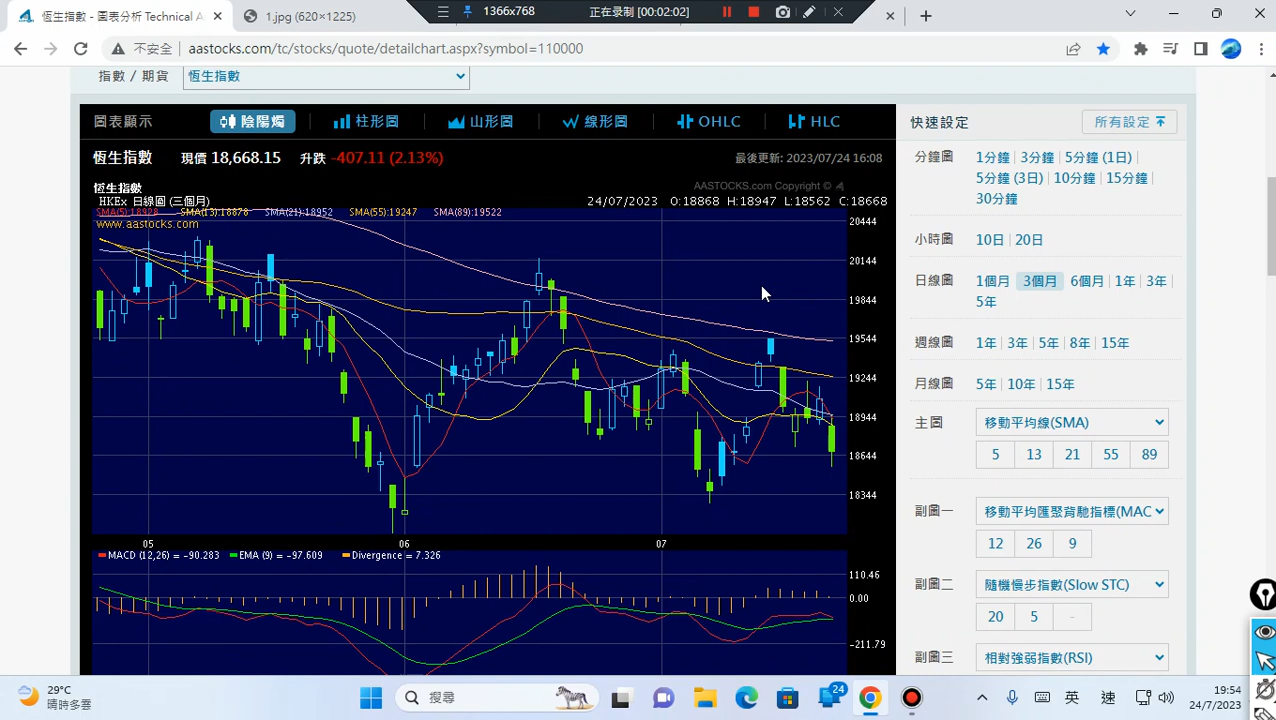 恆生指數 - 圖表分析 Technical A
1.jpg (620×1225)
1366x768
正在录制 [00:02:02]
不安全
aastocks.com/tc/stocks/quote/detailchart.aspx?symbol=110000
指數 / 期貨
恆生指數
圖表顯示
陰陽燭
柱形圖
山形圖
線形圖
OHLC
HLC
快速設定
所有設定
恆生指數 現價 18,668.15 升跌 -407.11 (2.13%)
最後更新: 2023/07/24 16:08
AASTOCKS.com Copyright ©
恆生指數
HKEx 日線圖 (三個月)
24/07/2023 O:18868 H:18947 L:18562 C:18668
SMA(5):18928 SMA(13):18878 SMA(21):18952 SMA(55):19247 SMA(89):19522
www.aastocks.com
20444
20144
19844
19544
19244
18944
18644
18344
05
06
07
MACD (12,26) = -90.283 EMA (9) = -97.609 Divergence = 7.326
110.46
0.00
-211.79
分鐘圖
1分鐘 | 3分鐘 | 5分鐘 (1日) |
5分鐘 (3日) | 10分鐘 | 15分鐘 |
30分鐘
小時圖
10日 | 20日
日線圖
1個月 3個月 6個月 | 1年 | 3年 |
5年
週線圖
1年 | 3年 | 5年 | 8年 | 15年
月線圖
5年 | 10年 | 15年
主圖
移動平均線(SMA)
5 13 21 55 89
副圖一
移動平均匯聚背馳指標(MAC
12 26 9
副圖二
隨機慢步指數(Slow STC)
20 5 -
副圖三
相對強弱指數(RSI)
29°C
晴時多雲
搜尋
24
英
速
19:54
24/7/2023